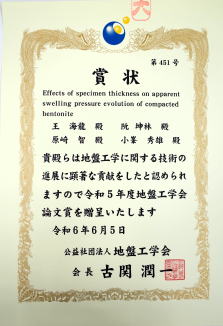 第451号
賞状
Effects of specimen thickness on apparent
swelling pressure evolution of compacted
bentonite
王 海龍 殿 阮 坤林 殿
原崎 智 殿 小峯 秀雄 殿
貴殿らは地盤工学に関する技術の
進展に顕著な貢献をしたと認められ
ますので令和5年度地盤工学会
論文賞を贈呈いたします
令和6年6月5日
公益社団法人 地盤工学会
会長 古関 潤一